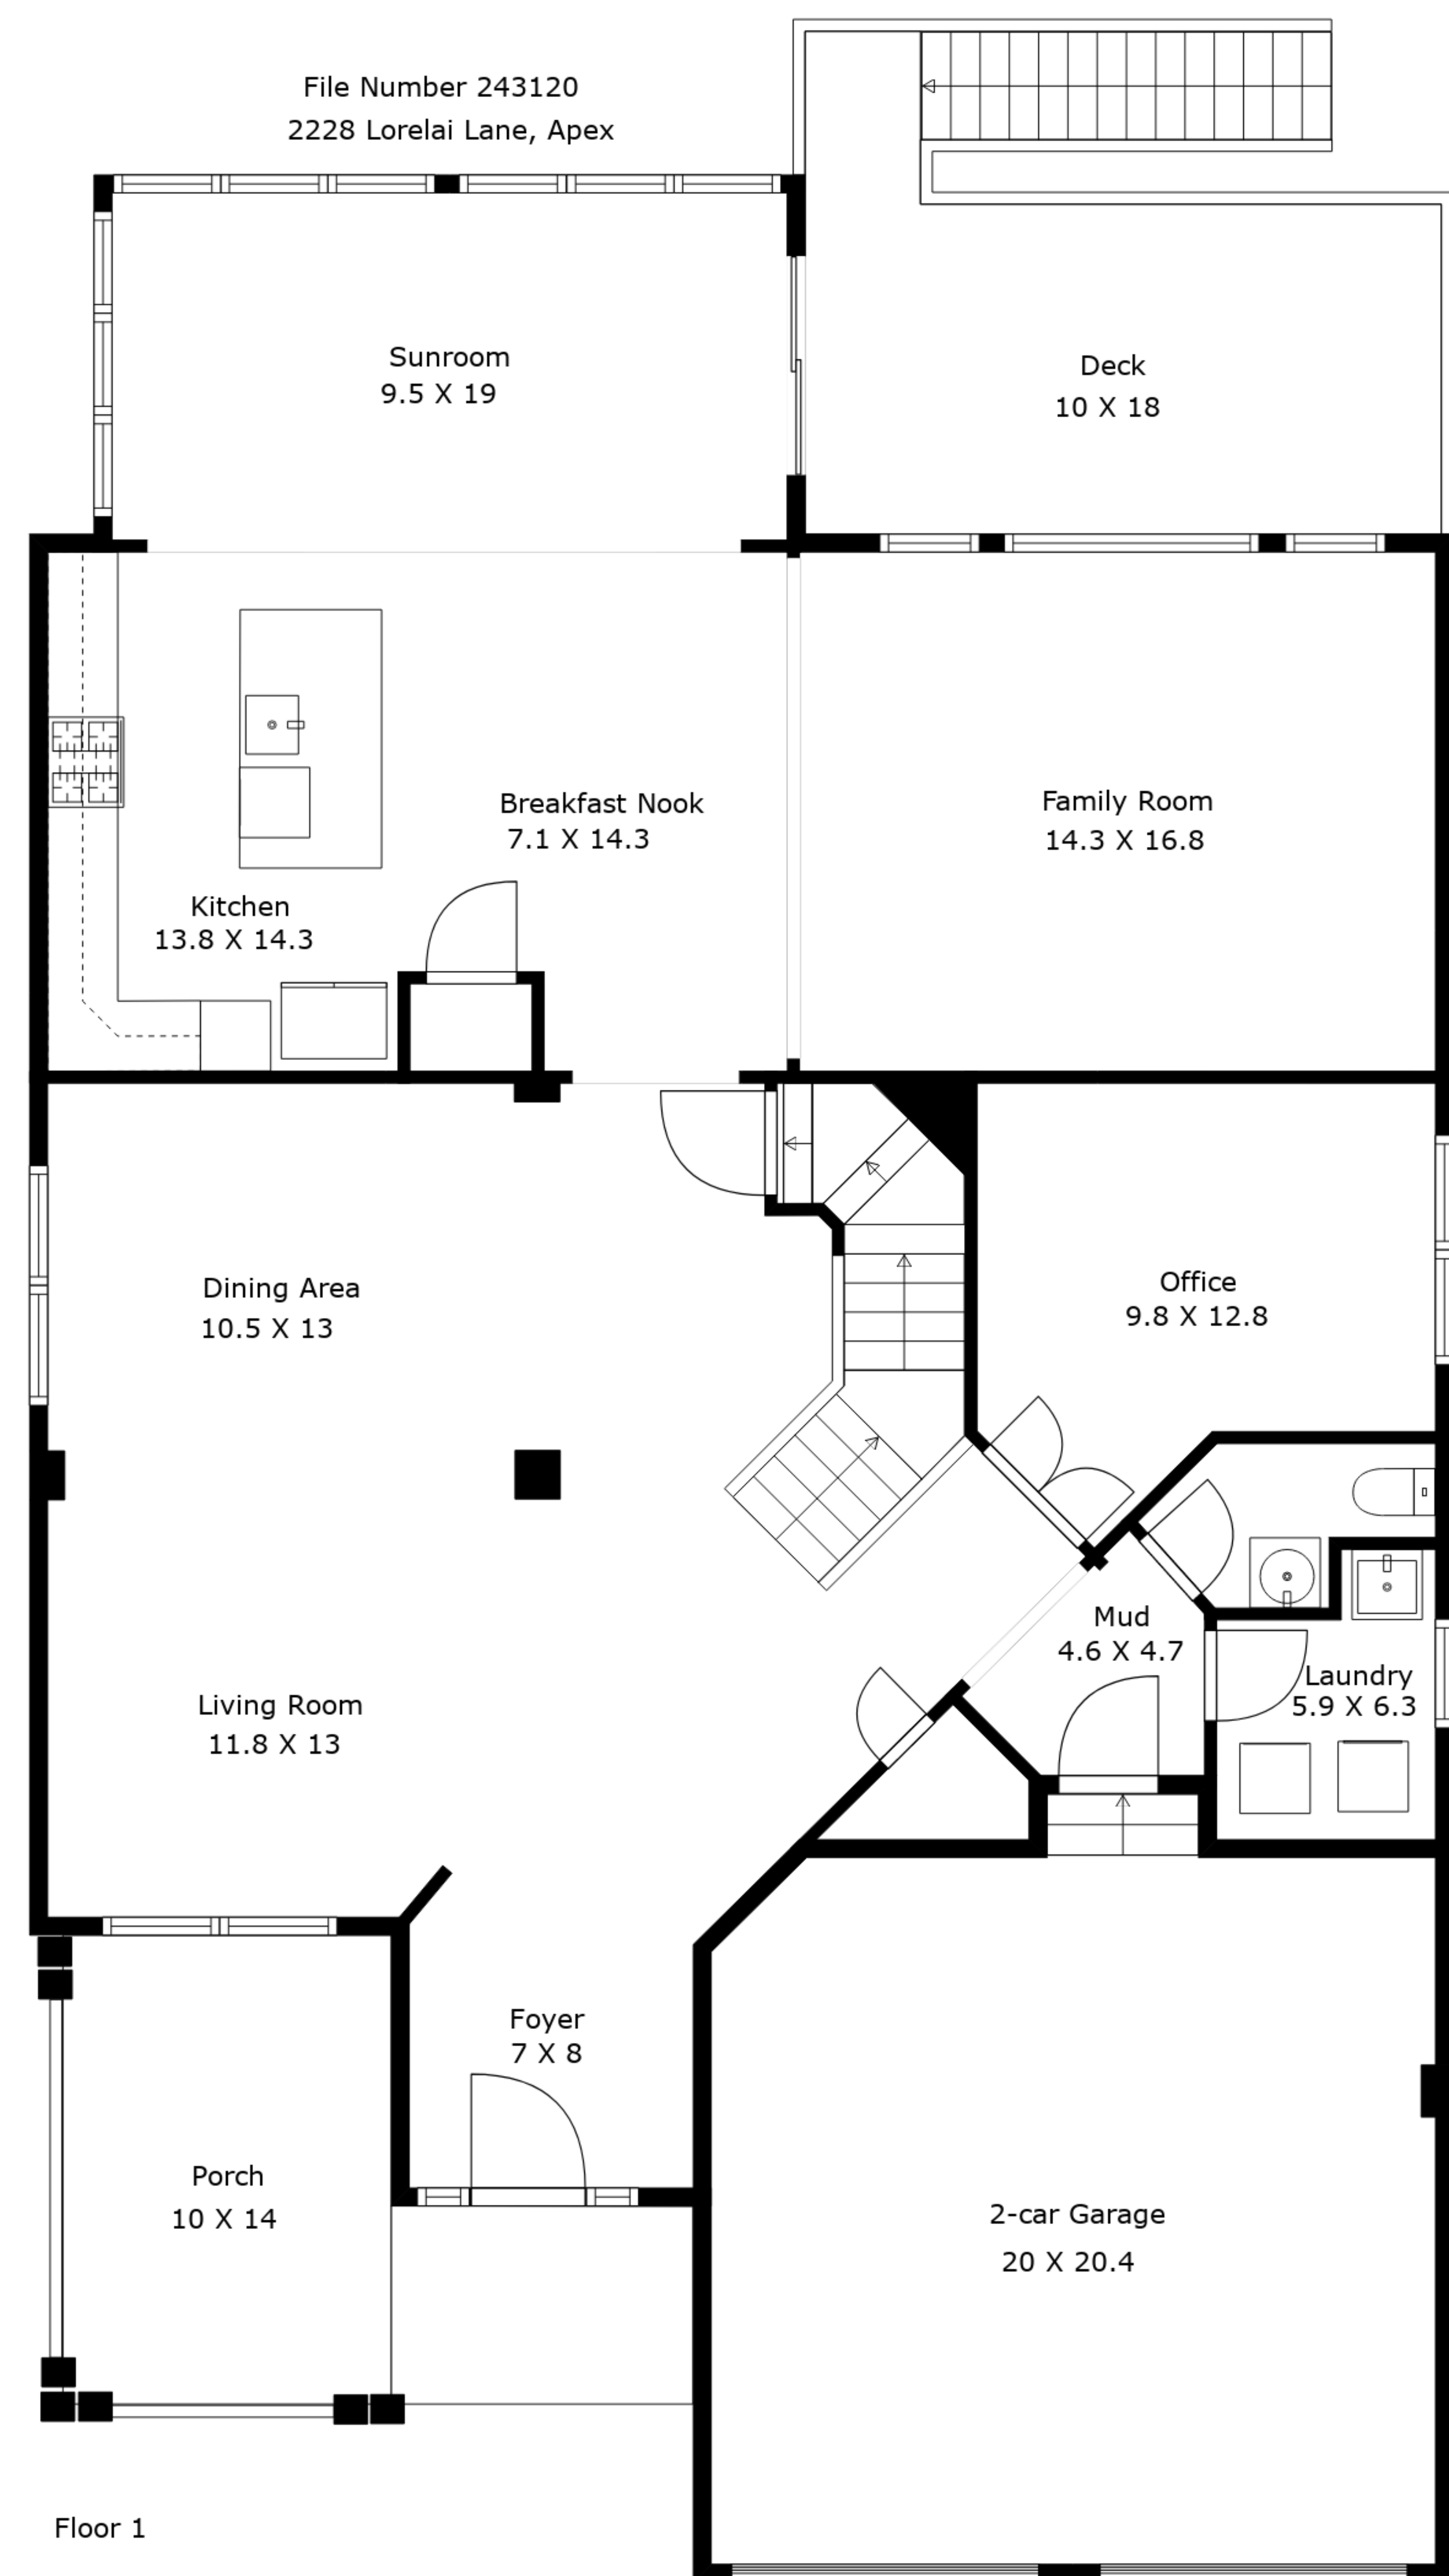 File Number 243120
2228 Lorelai Lane, Apex
Sunroom
9.5 X 19
Deck
10 X 18
Breakfast Nook
7.1 X 14.3
Family Room
14.3 X 16.8
Kitchen
13.8 X 14.3
Dining Area
10.5 X 13
Office
9.8 X 12.8
Mud
4.6 X 4.7
Laundry
5.9 X 6.3
Living Room
11.8 X 13
Foyer
7 X 8
Porch
10 X 14
2-car Garage
20 X 20.4
Floor 1